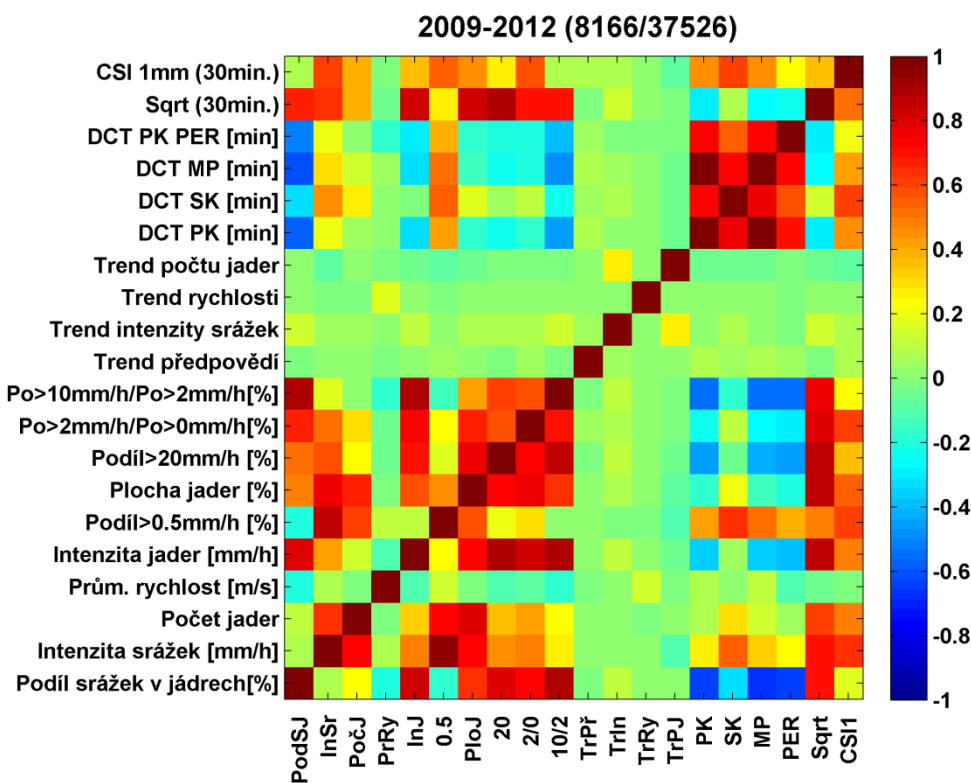 2009-2012 (8166/37526)
CSI 1mm (30min.)
Sqrt (30min.)
DCT PK PER [min]
DCT MP [min]
DCT SK [min]
DCT PK [min]
Trend počtu jader
Trend rychlosti
Trend intenzity srážek
Trend předpovědí
Po>10mm/h/Po>2mm/h[%]
Po>2mm/h/Po>0mm/h[%]
Podíl>20mm/h [%]
Plocha jader [%]
Podíl>0.5mm/h [%]
Intenzita jader [mm/h]
Prům. rychlost [m/s]
Počet jader
Intenzita srážek [mm/h]
Podíl srážek v jádrech[%]
PodSJ
InSr
PočJ
PrRy
InJ
0.5
PloJ
20
2/0
10/2
TrPř
TrIn
TrRy
TrPJ
PK
SK
MP
PER
Sqrt
CSI1
1
0.8
0.6
0.4
0.2
0
-0.2
-0.4
-0.6
-0.8
-1